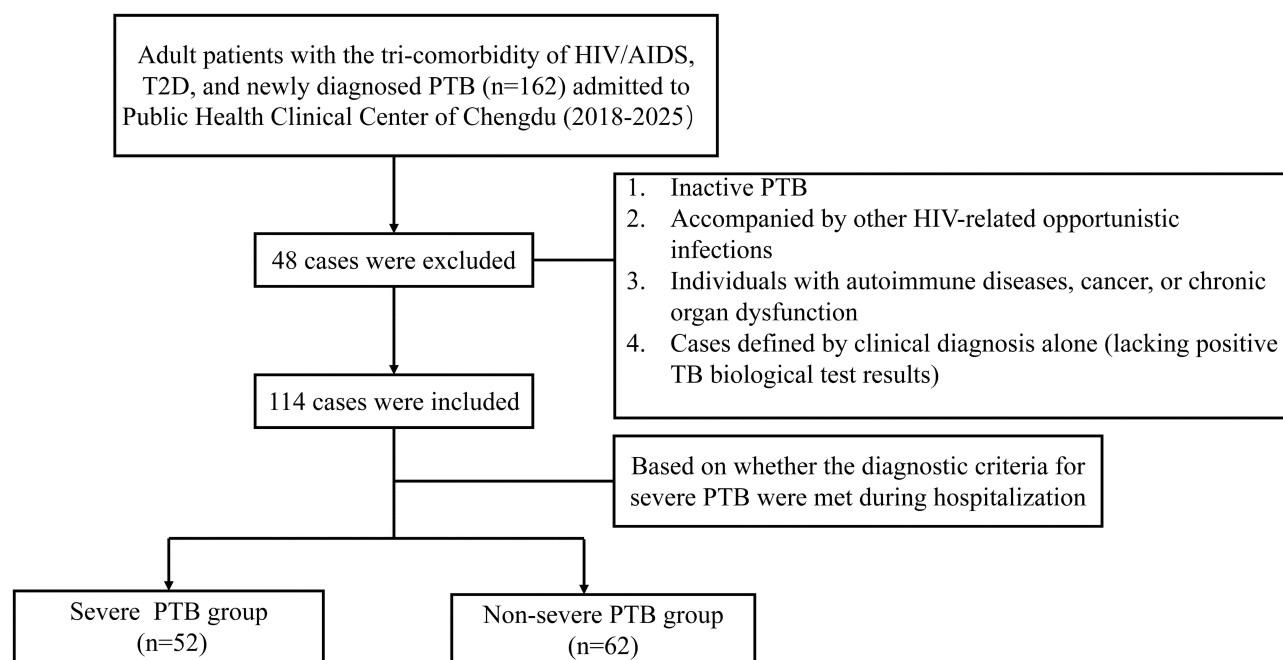 Adult patients with the tri-comorbidity of HIV/AIDS,
T2D, and newly diagnosed PTB (n=162) admitted to
Public Health Clinical Center of Chengdu (2018-2025)
48 cases were excluded
1. Inactive PTB
2. Accompanied by other HIV-related opportunistic
infections
3. Individuals with autoimmune diseases, cancer, or chronic
organ dysfunction
4. Cases defined by clinical diagnosis alone (lacking positive
TB biological test results)
114 cases were included
Based on whether the diagnostic criteria for
severe PTB were met during hospitalization
Severe PTB group
(n=52)
Non-severe PTB group
(n=62)